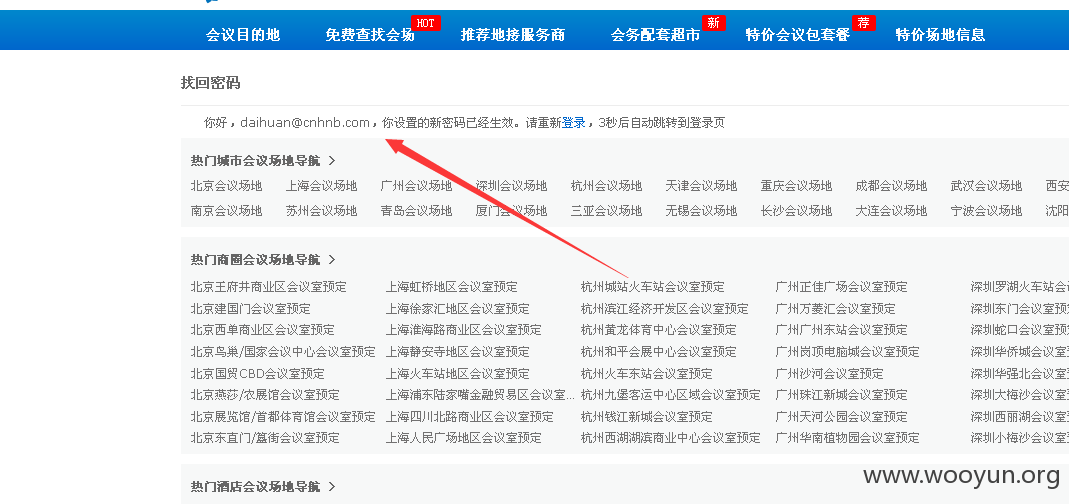 会议目的地 免费查找会场 HOT 推荐地接服务商 会务配套超市 新 特价会议包套餐 荐 特价场地信息
找回密码
你好，daihuan@cnhnb.com，你设置的新密码已经生效。请重新登录，3秒后自动跳转到登录页
热门城市会议场地导航 >
北京会议场地 上海会议场地 广州会议场地 深圳会议场地 杭州会议场地 天津会议场地 重庆会议场地 成都会议场地 武汉会议场地 西安
南京会议场地 苏州会议场地 青岛会议场地 厦门会议场地 三亚会议场地 无锡会议场地 长沙会议场地 大连会议场地 宁波会议场地 沈阳
热门商圈会议场地导航 >
北京王府井商业区会议室预定 上海虹桥地区会议室预定 杭州城站火车站会议室预定 广州正佳广场会议室预定 深圳罗湖火车站会
北京建国门会议室预定 上海徐家汇地区会议室预定 杭州滨江经济开发区会议室预定 广州万菱汇会议室预定 深圳东门会议室预
北京西单商业区会议室预定 上海淮海路商业区会议室预定 杭州黄龙体育中心会议室预定 广州广州东站会议室预定 深圳蛇口会议室预
北京鸟巢/国家会议中心会议室预定 上海静安寺地区会议室预定 杭州和平会展中心会议室预定 广州岗顶电脑城会议室预定 深圳华侨城会议
北京国贸CBD会议室预定 上海火车站地区会议室预定 杭州火车东站会议室预定 广州沙河会议室预定 深圳华强北会议
北京燕莎/农展馆会议室预定 上海浦东陆家嘴金融贸易区会议室... 杭州九堡客运中心区域会议室预定 广州珠江新城会议室预定 深圳大梅沙会议
北京展览馆/首都体育馆会议室预定 上海四川北路商业区会议室预定 杭州钱江新城会议室预定 广州天河公园会议室预定 深圳西丽湖会议
北京东直门/簋街会议室预定 上海人民广场地区会议室预定 杭州西湖湖滨商业中心会议室预定 广州华南植物园会议室预定 深圳小梅沙会议
热门酒店会议场地导航 >
www.wooyun.org